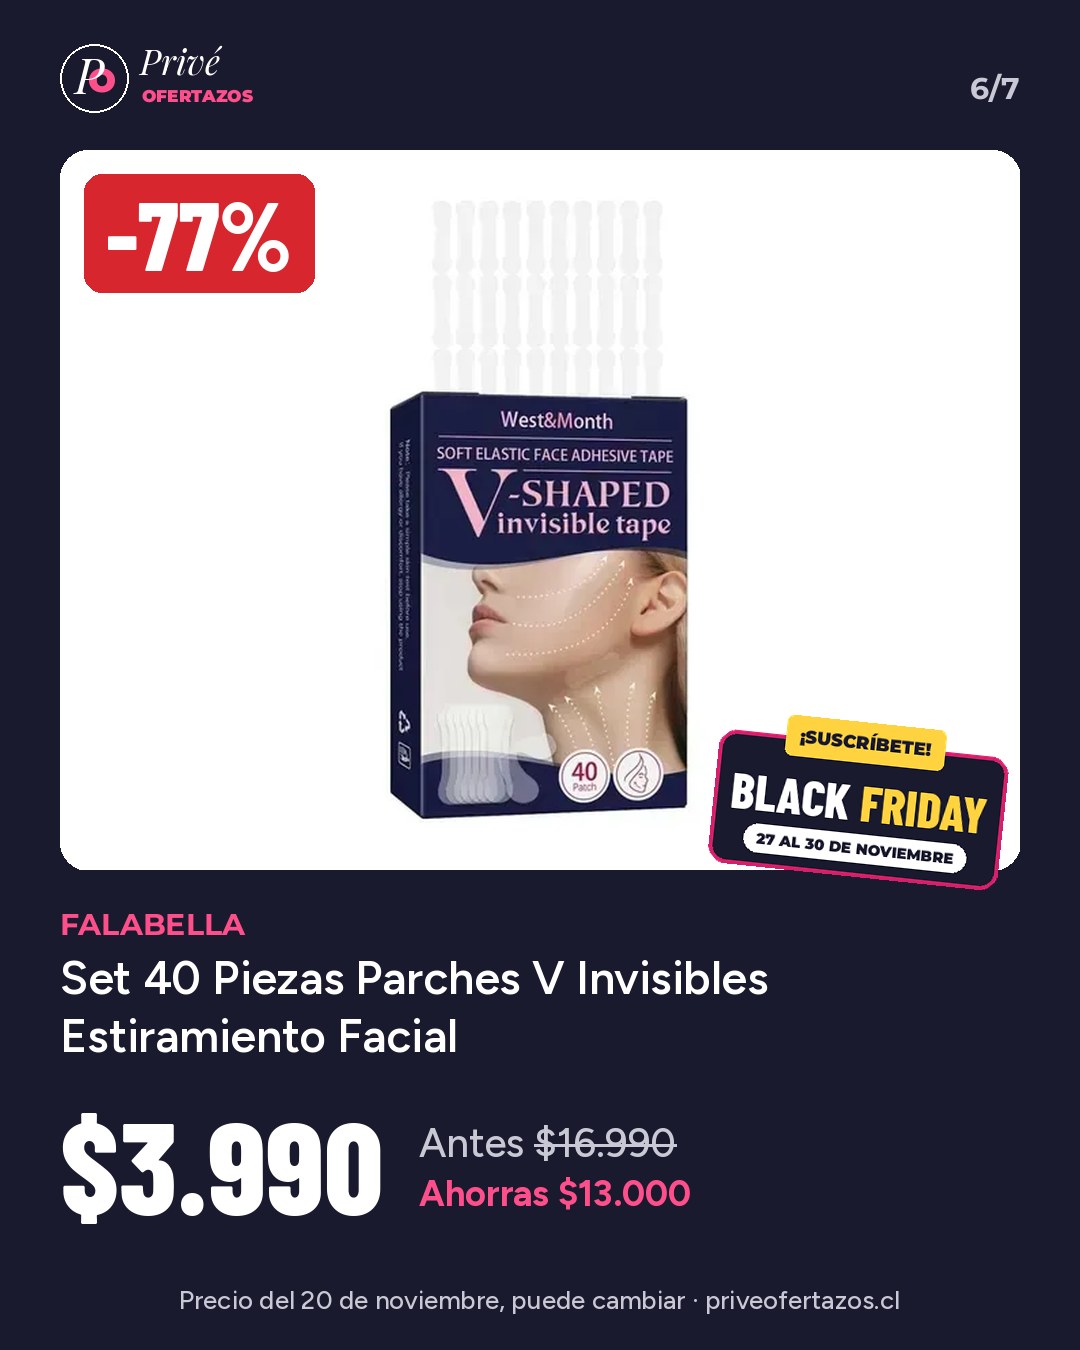 Privé
OFERTAZOS
6/7
-77%
West&Month
SOFT ELASTIC FACE ADHESIVE TAPE
V-SHAPED
invisible tape
40
Patch
¡SUSCRÍBETE!
BLACK FRIDAY
27 AL 30 DE NOVIEMBRE
FALABELLA
Set 40 Piezas Parches V Invisibles
Estiramiento Facial
$3.990
Antes $16.990
Ahorras $13.000
Precio del 20 de noviembre, puede cambiar · priveofertazos.cl